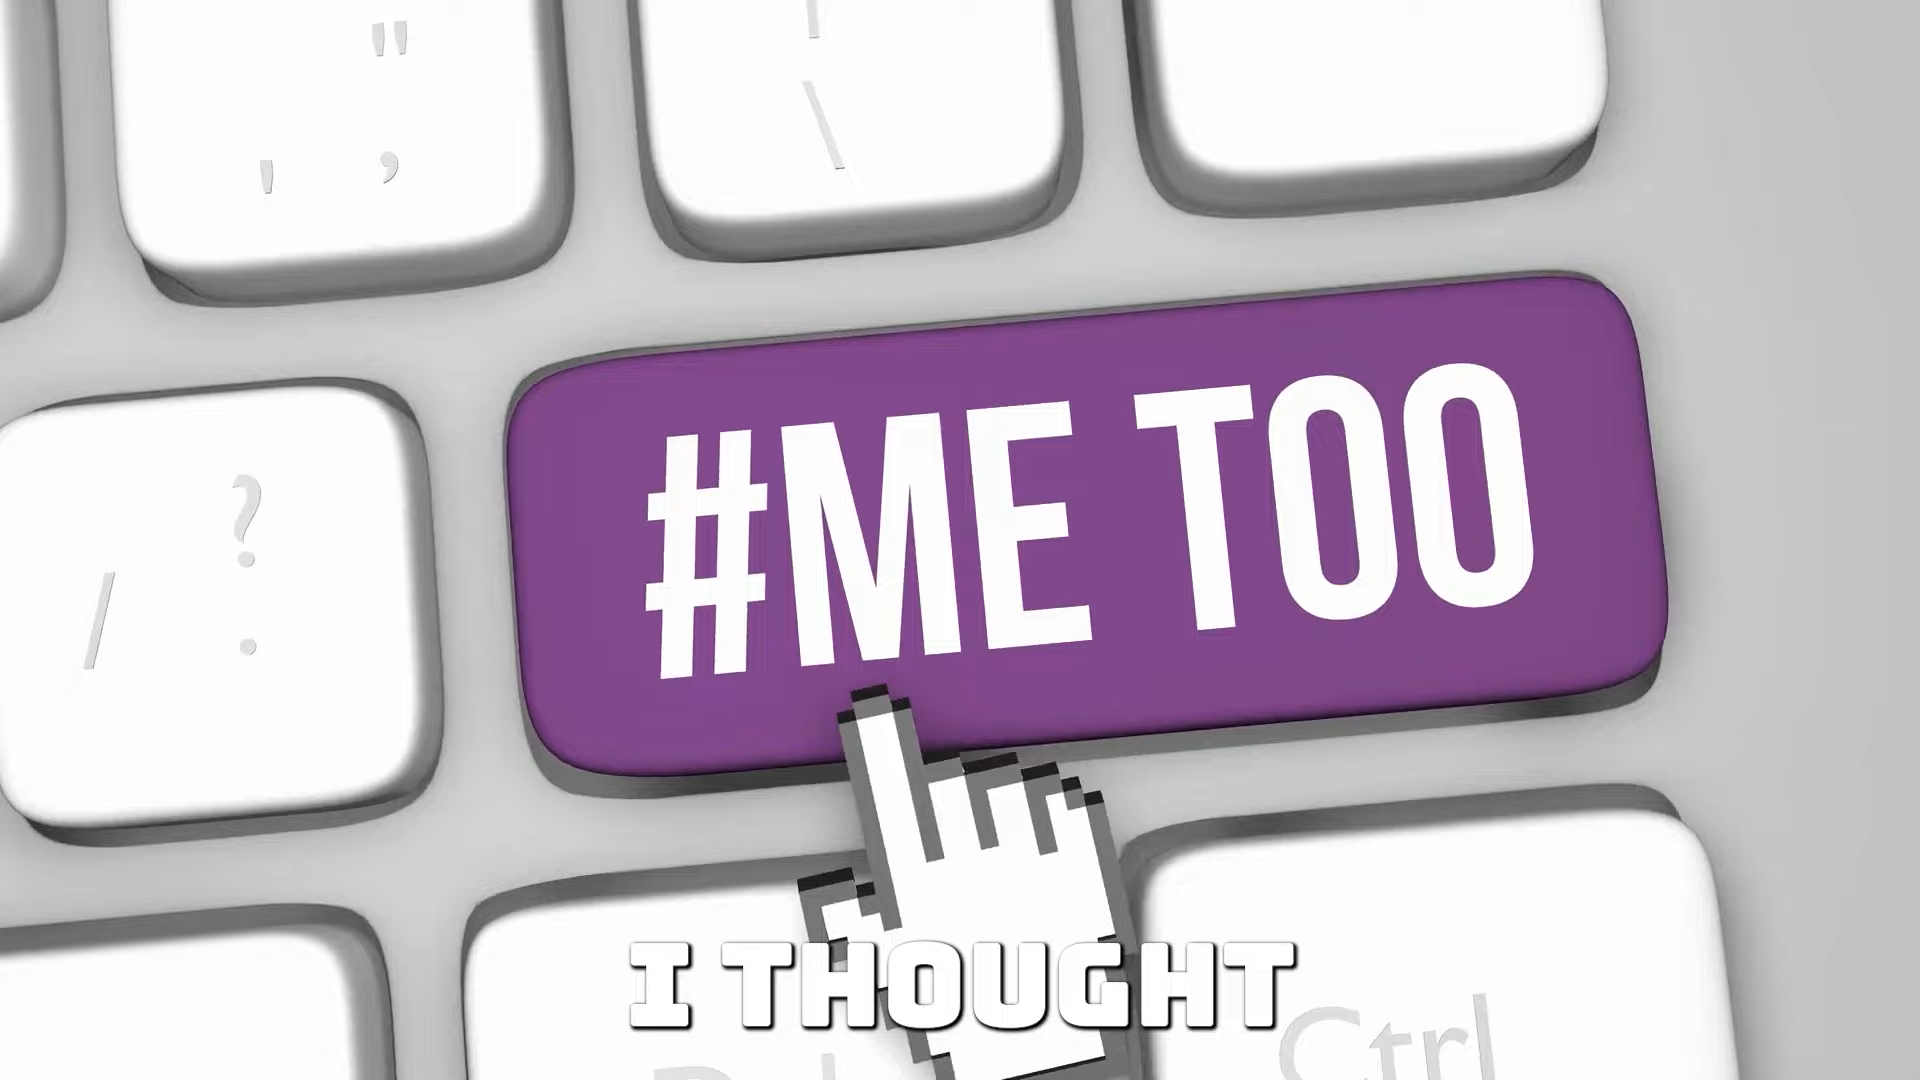 "
' ,
\
?
/ .
#ME TOO
I THOUGHT
Ctrl